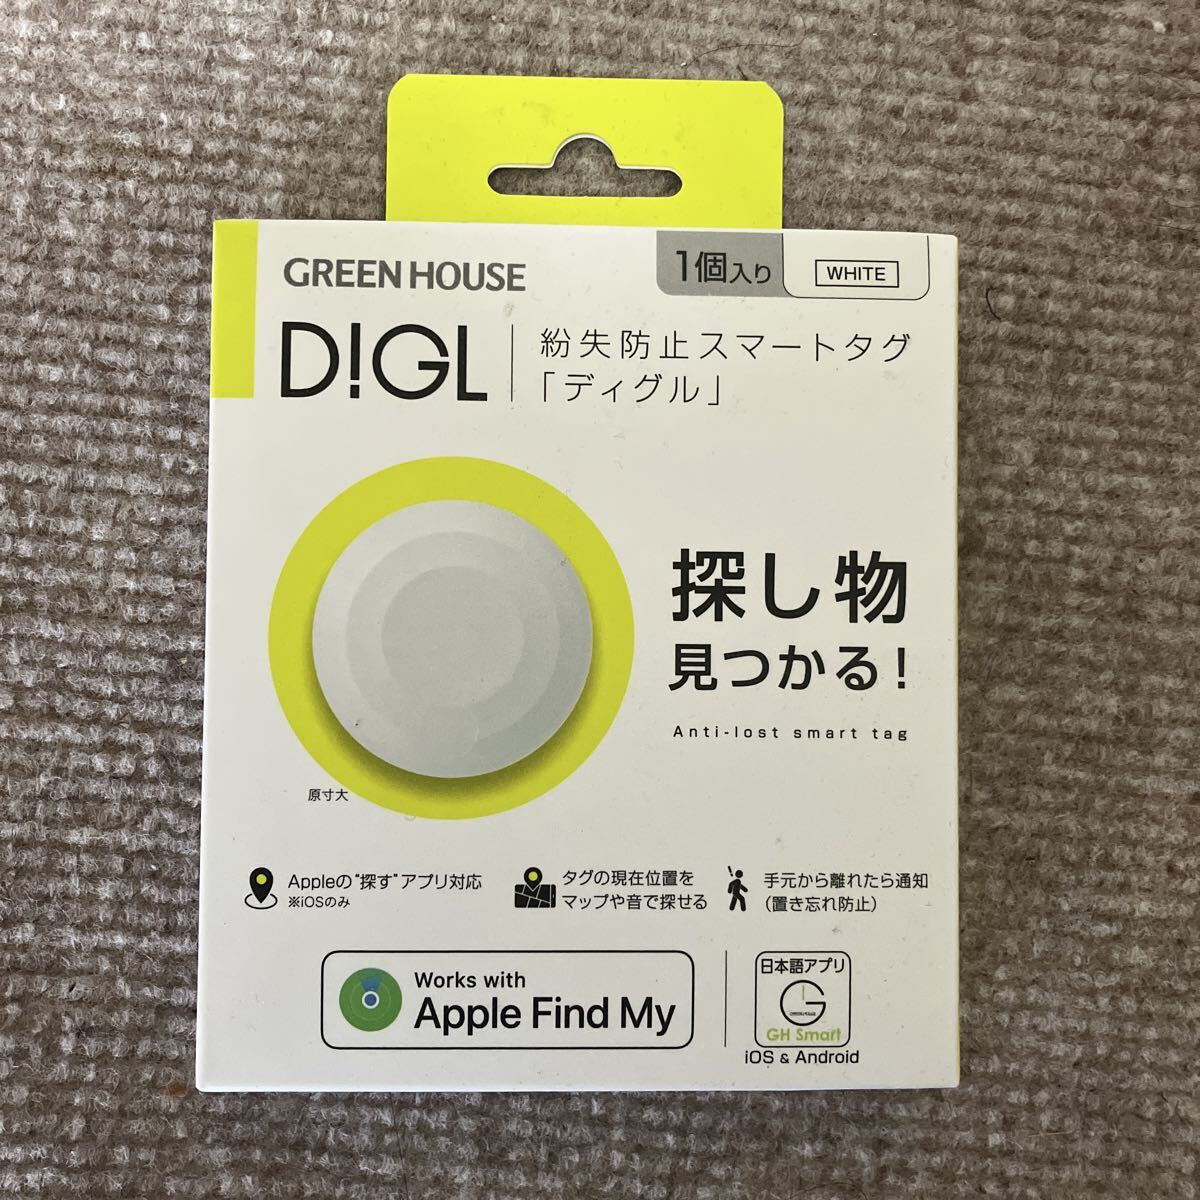 GREEN HOUSE
1個入り
WHITE
D!GL
紛失防止スマートタグ
「ディグル」
探し物
見つかる!
Anti-lost smart tag
原寸大
Appleの"探す"アプリ対応
※iOSのみ
タグの現在位置を
マップや音で探せる
手元から離れたら通知
(置き忘れ防止)
Works with
Apple Find My
日本語アプリ
G
GH Smart
iOS & Android